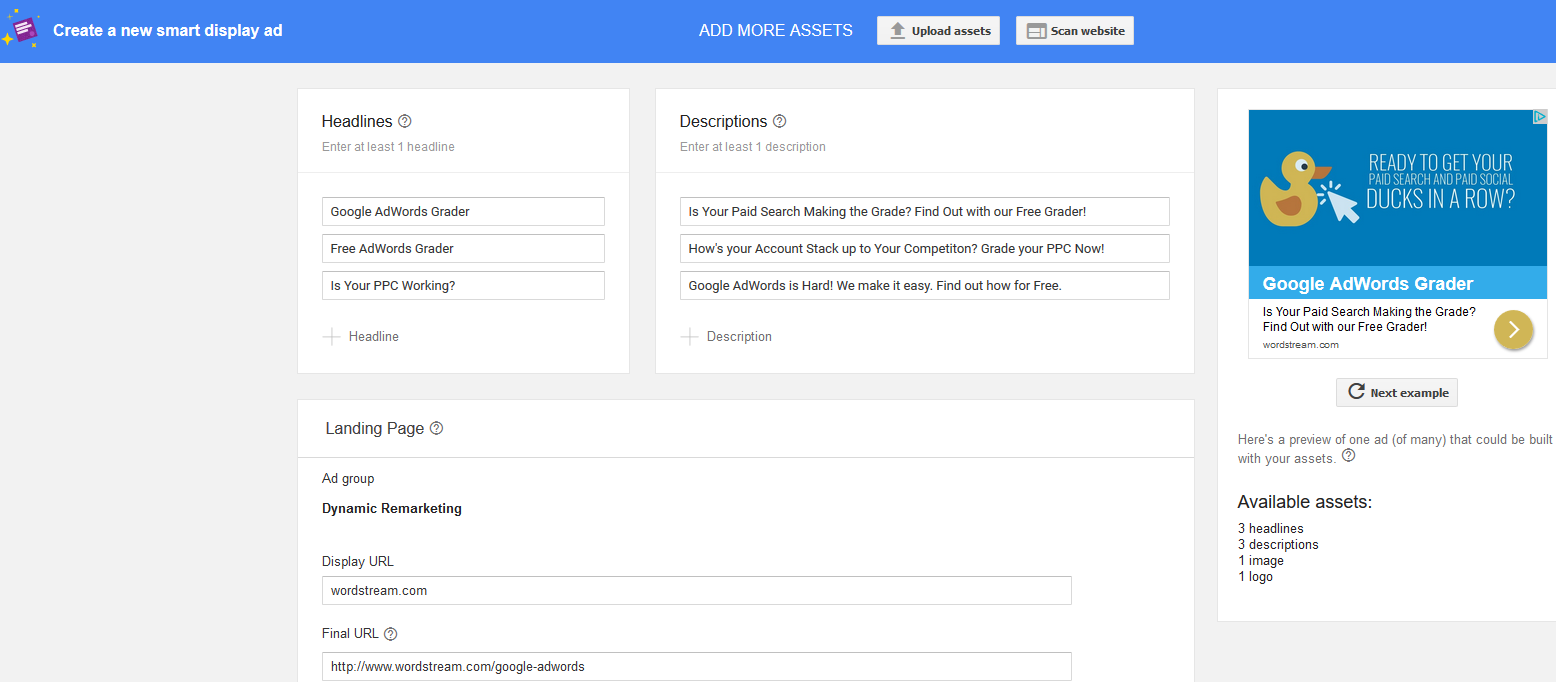 Create a new smart display ad
ADD MORE ASSETS
Upload assets
Scan website
Headlines
Enter at least 1 headline
Google AdWords Grader
Free AdWords Grader
Is Your PPC Working?
Headline
Descriptions
Enter at least 1 description
Is Your Paid Search Making the Grade? Find Out with our Free Grader!
How's your Account Stack up to Your Competiton? Grade your PPC Now!
Google AdWords is Hard! We make it easy. Find out how for Free.
Description
Landing Page
Ad group
Dynamic Remarketing
Display URL
wordstream.com
Final URL
http://www.wordstream.com/google-adwords
READY TO GET YOUR
PAID SEARCH AND PAID SOCIAL
DUCKS IN A ROW?
Google AdWords Grader
Is Your Paid Search Making the Grade?
Find Out with our Free Grader!
wordstream.com
Next example
Here's a preview of one ad (of many) that could be built
with your assets.
Available assets:
3 headlines
3 descriptions
1 image
1 logo